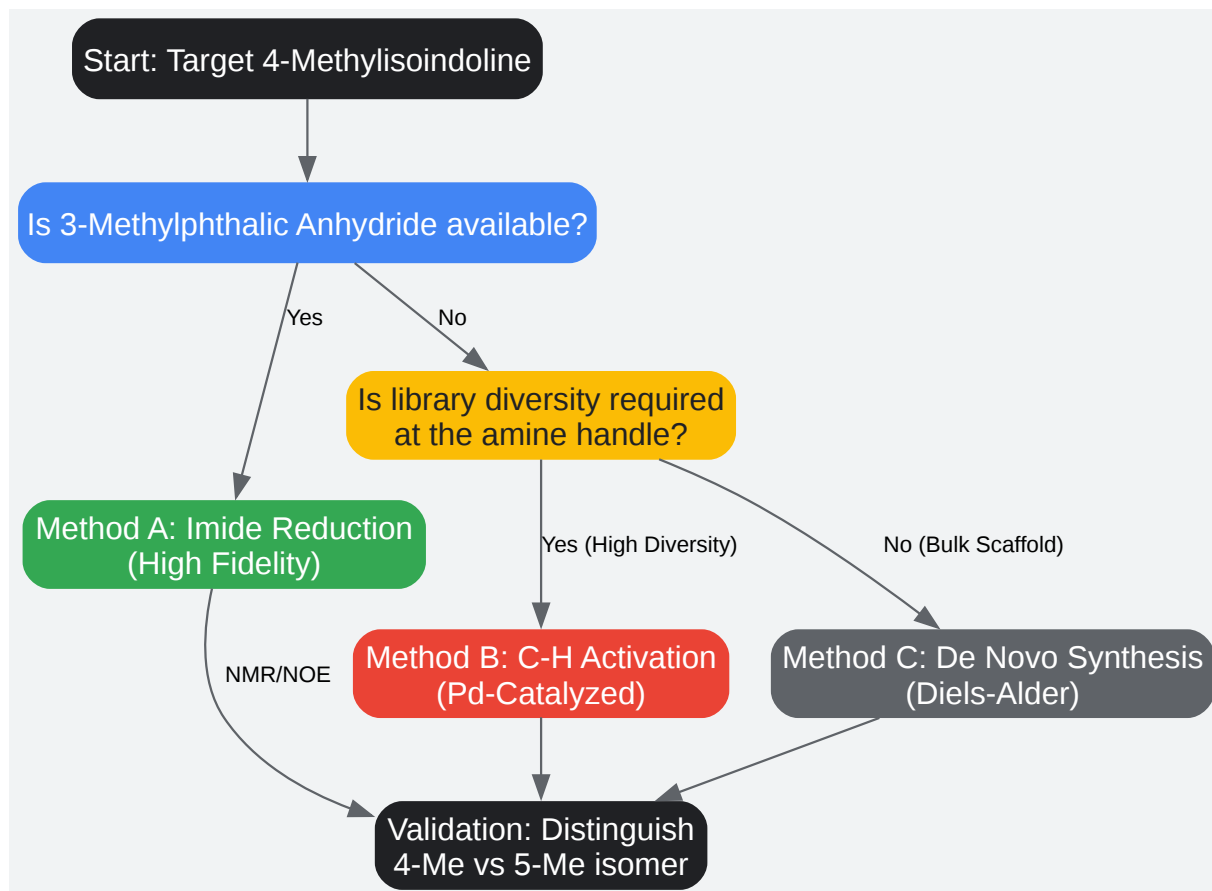 Start: Target 4-Methylisoindoline
Is 3-Methylphthalic Anhydride available?
Yes
No
Is library diversity required
at the amine handle?
Method A: Imide Reduction
(High Fidelity)
Yes (High Diversity)
No (Bulk Scaffold)
Method B: C-H Activation
(Pd-Catalyzed)
Method C: De Novo Synthesis
(Diels-Alder)
NMR/NOE
Validation: Distinguish
4-Me vs 5-Me isomer